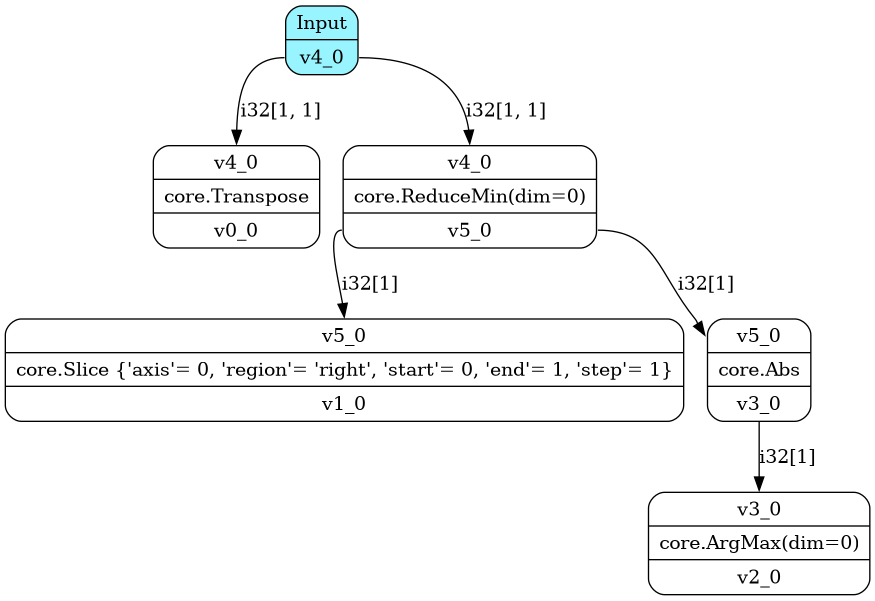 Input
v4_0
i32[1, 1]
i32[1, 1]
v4_0
core.Transpose
v0_0
v4_0
core.ReduceMin(dim=0)
v5_0
i32[1]
i32[1]
v5_0
core.Slice {'axis'= 0, 'region'= 'right', 'start'= 0, 'end'= 1, 'step'= 1}
v1_0
v5_0
core.Abs
v3_0
i32[1]
v3_0
core.ArgMax(dim=0)
v2_0